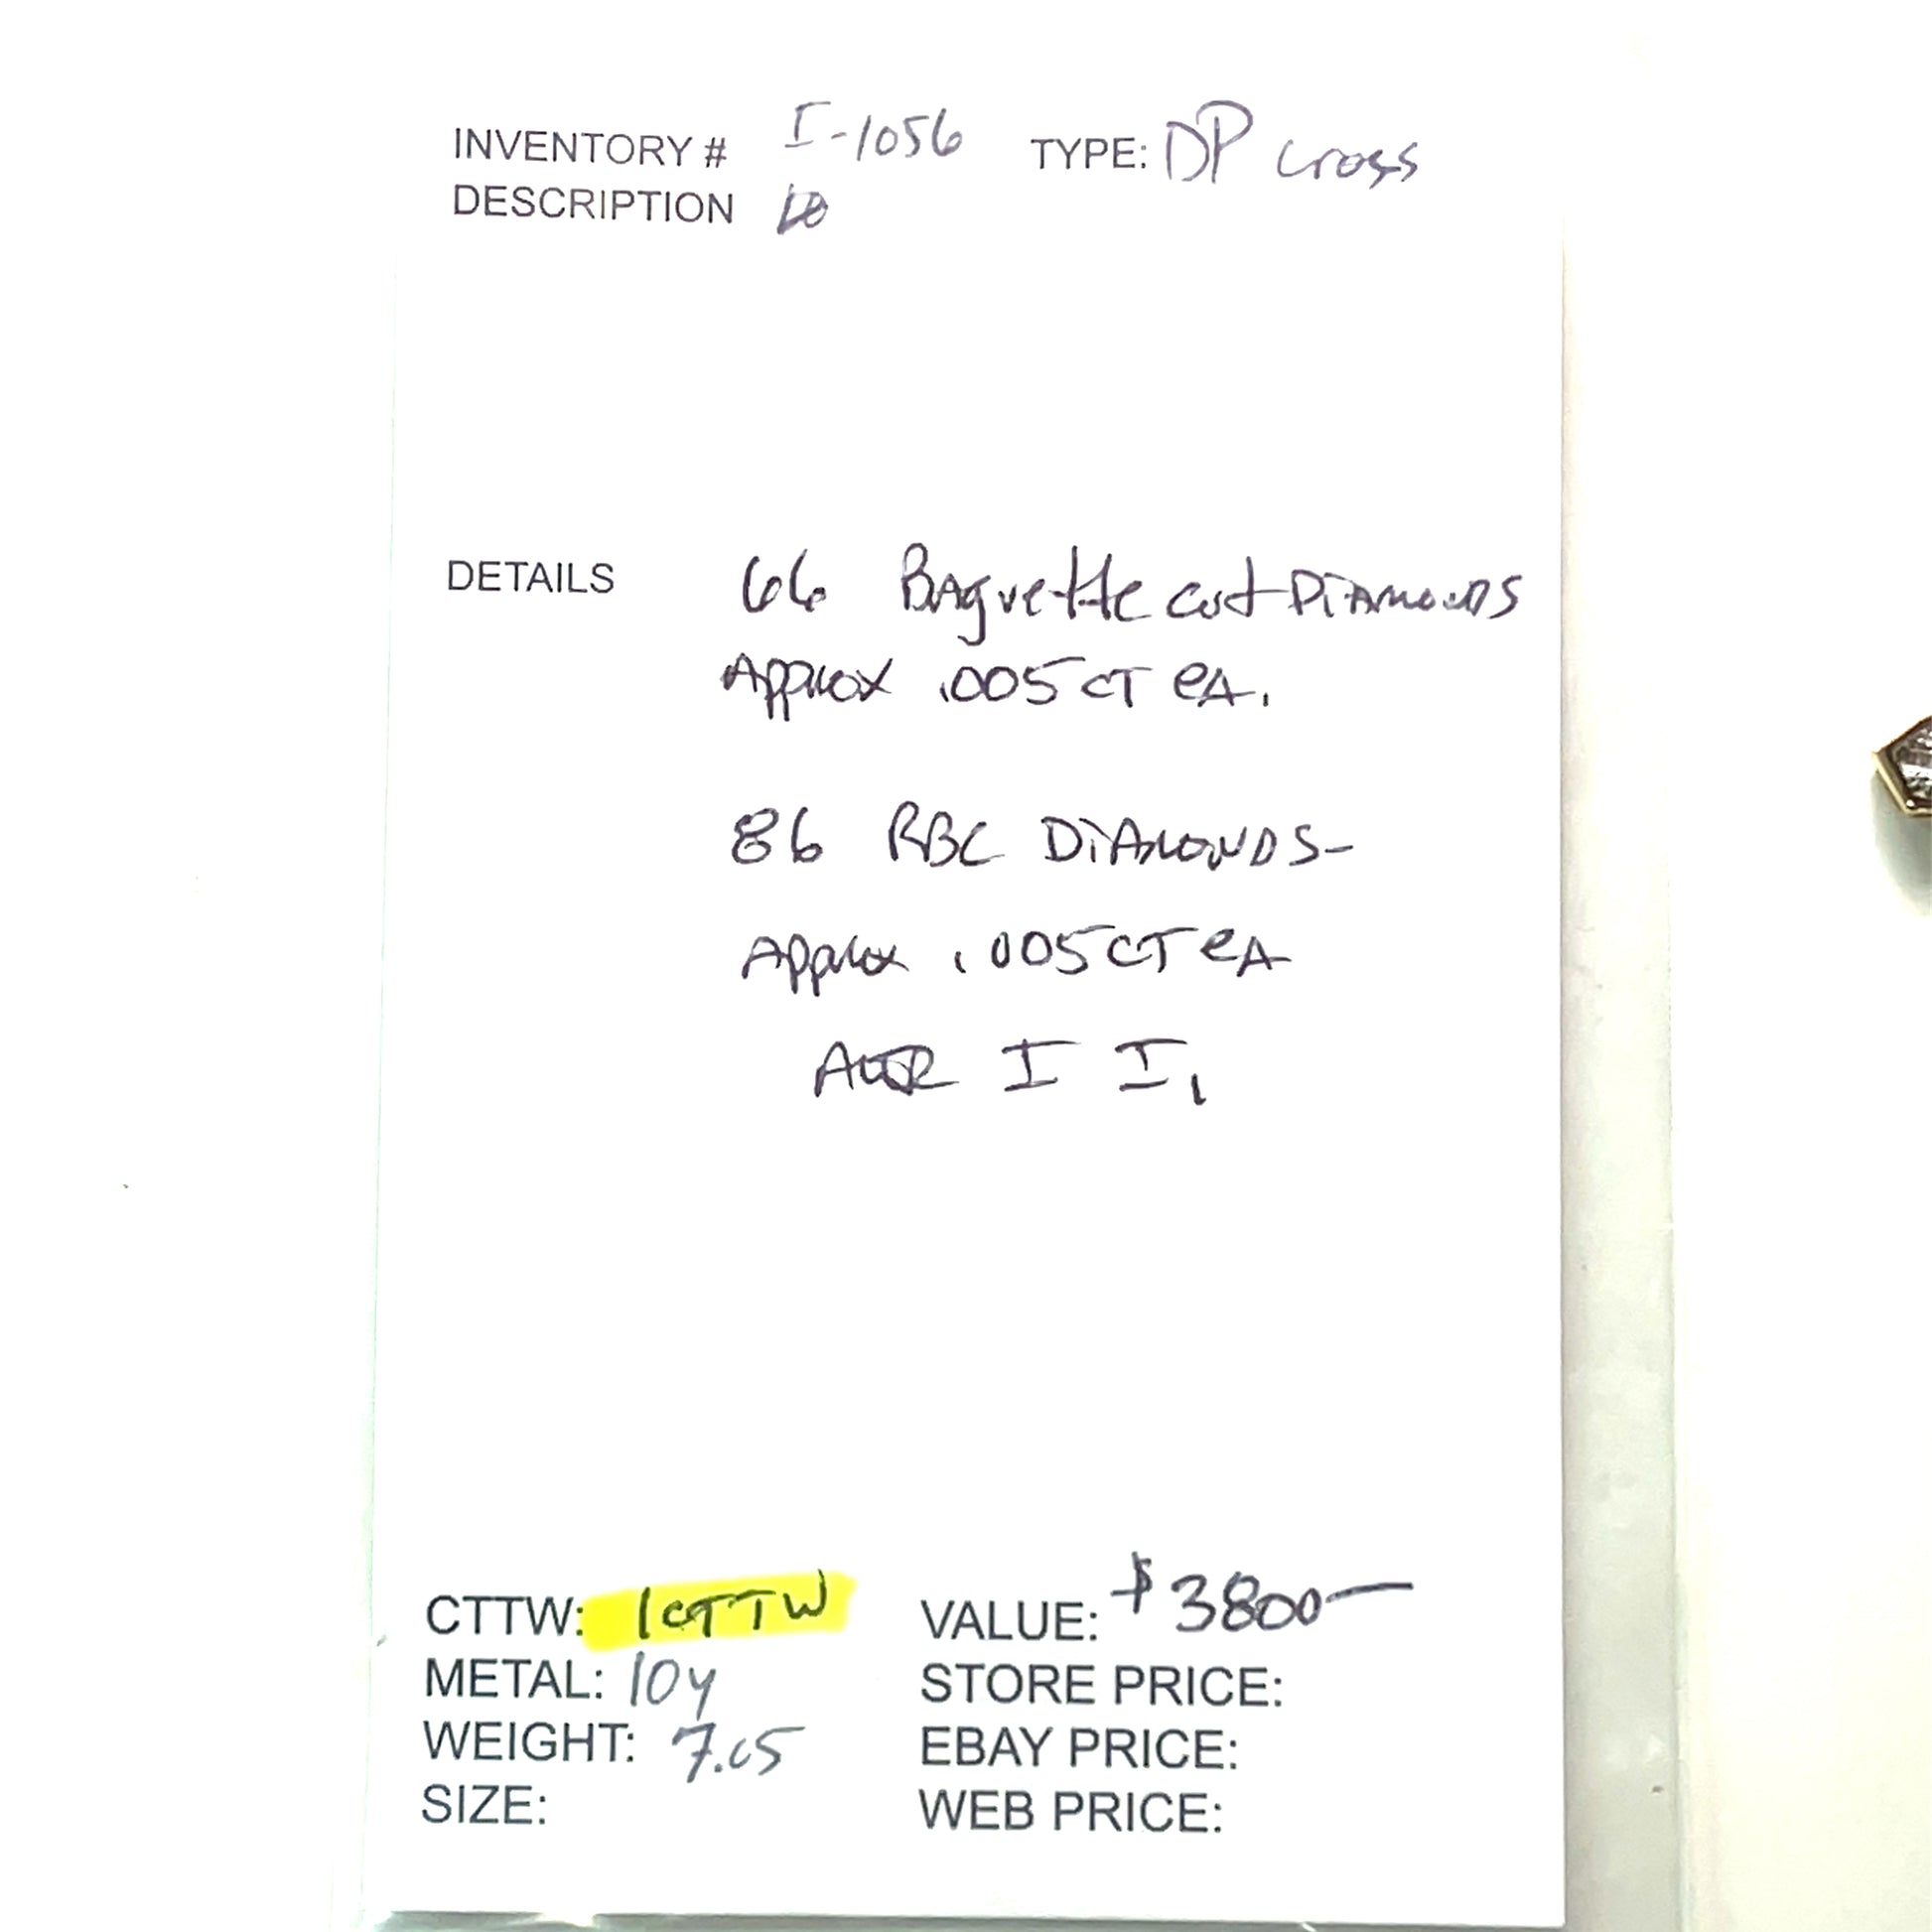 INVENTORY # I-1056 TYPE: DP Cross
DESCRIPTION
DETAILS 66 Baguette cut Diamonds
Approx .005 CT eA.
86 RBC DiAMONDS-
Approx .005 CT eA
I I1
CTTW: 1CTTW VALUE: $3800—
METAL: 10y STORE PRICE:
WEIGHT: 7.05 EBAY PRICE:
SIZE: WEB PRICE: